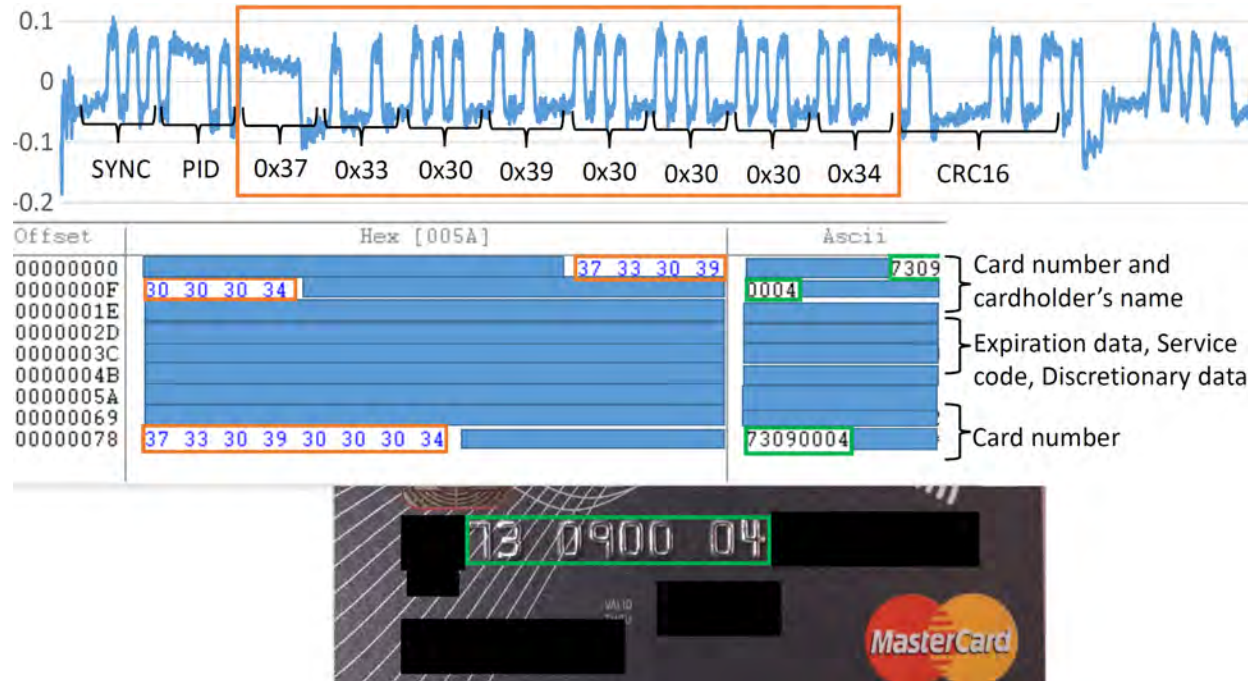 0.1
0
-0.1
SYNC PID 0x37 0x33 0x30 0x39 0x30 0x30 0x30 0x34 CRC16
-0.2
Offset Hex [005A] Ascii
00000000 37 33 30 39 7309
0000000F 30 30 30 34 0004
0000001E
0000002D
0000003C
0000004B
0000005A
00000069
00000078 37 33 30 39 30 30 30 34 73090004
Card number and
cardholder's name
Expiration data, Service
code, Discretionary data
Card number
73 0900 04
VALID
MasterCard